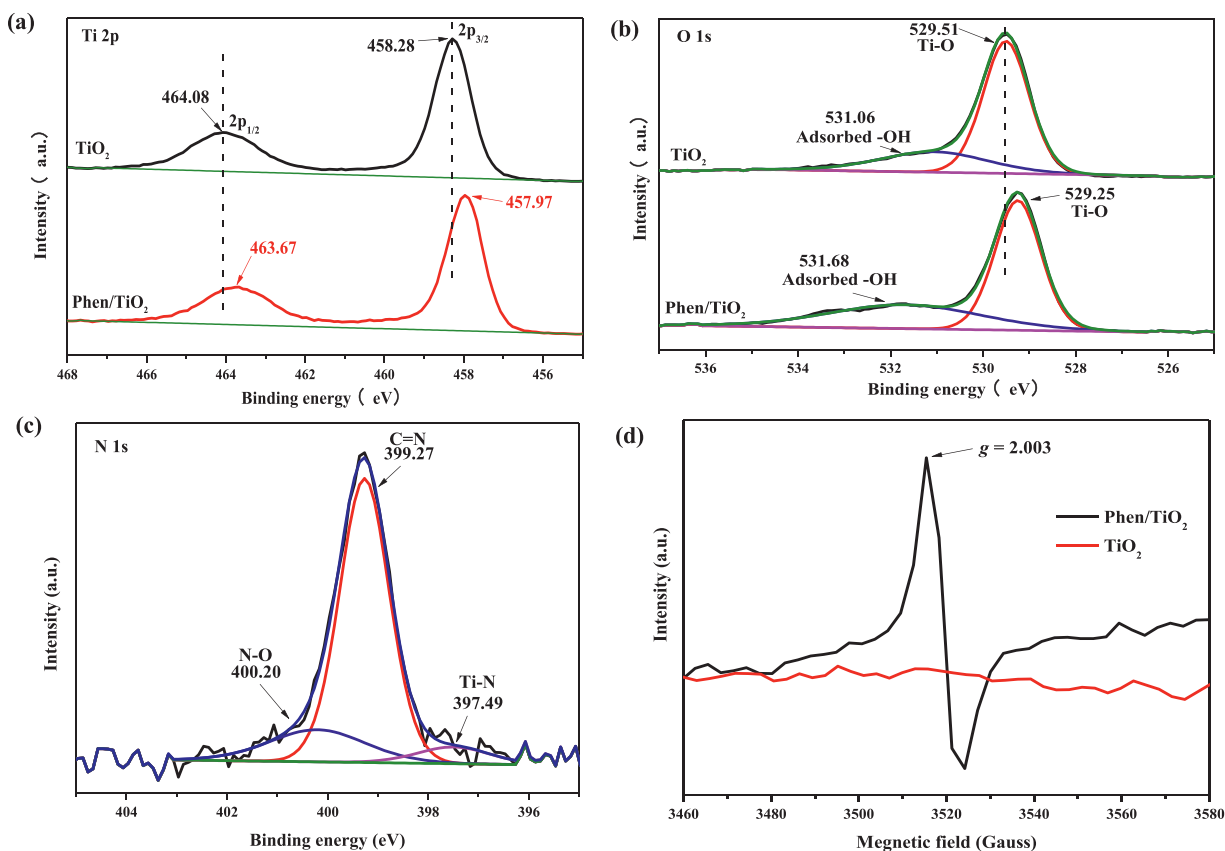 (a)
Ti 2p
2p3/2
458.28
464.08
2p1/2
TiO2
457.97
463.67
Phen/TiO2
Intensity（ a.u.)
468
466
464
462
460
458
456
Binding energy（ eV)
(b)
O 1s
529.51
Ti-O
531.06
Adsorbed -OH
TiO2
529.25
Ti-O
531.68
Adsorbed -OH
Phen/TiO2
Intensity（ a.u.)
536
534
532
530
528
526
Binding energy（ eV)
(c)
N 1s
C=N
399.27
N-O
400.20
Ti-N
397.49
Intensity (a.u.)
404
402
400
398
396
Binding energy (eV)
(d)
g = 2.003
Phen/TiO2
TiO2
Intensity (a.u.)
3460
3480
3500
3520
3540
3560
3580
Megnetic field (Gauss)